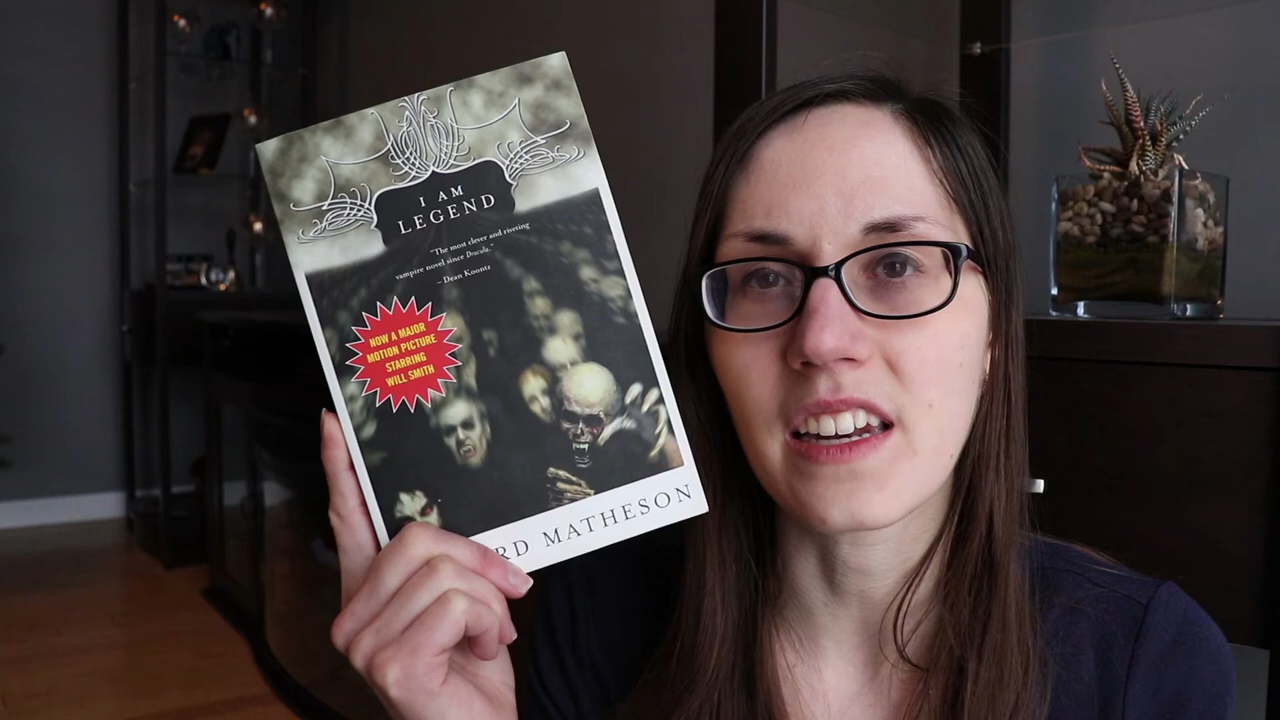 I AM
LEGEND
"The most clever and riveting
vampire novel since Dracula."
– Dean Koontz
NOW A MAJOR
MOTION PICTURE
STARRING
WILL SMITH
RD MATHESON